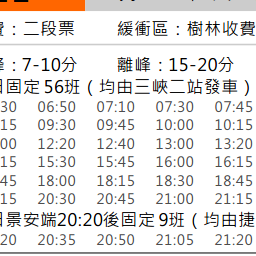 費：二段票 緩衝區：樹林收費
峰：7-10分 離峰：15-20分
日固定56班（均由三峽二站發車）
30 06:50 07:10 07:30 07:45
15 09:30 09:45 10:00 10:15
00 12:20 12:40 13:00 13:20
15 15:30 15:45 16:00 16:15
45 18:00 18:15 18:30 18:45
15 20:30 20:45 21:00 21:15
日景安端20:20後固定9班（均由捷
20 20:35 20:50 21:05 21:20